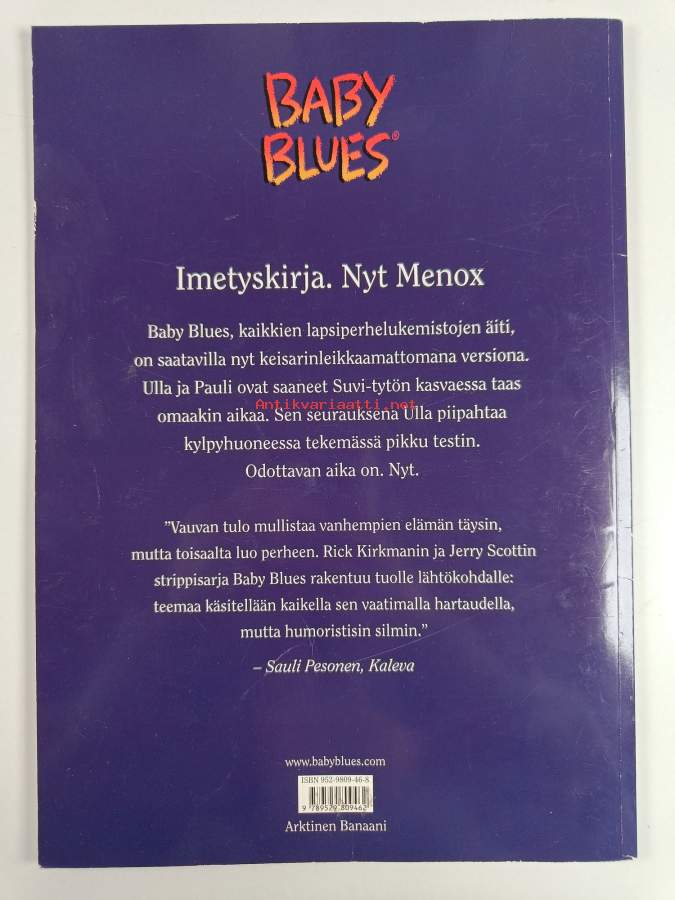 BABY
BLUES®
Imetyskirja. Nyt Menox
Baby Blues, kaikkien lapsiperhelukemistojen äiti,
on saatavilla nyt keisarinleikkaamattomana versiona.
Ulla ja Pauli ovat saaneet Suvi-tytön kasvaessa taas
omaakin aikaa. Sen seurauksena Ulla piipahtaa
Antikvariaatti.net
kylpyhuoneessa tekemässä pikku testin.
Odottavan aika on. Nyt.
”Vauvan tulo mullistaa vanhempien elämän täysin,
mutta toisaalta luo perheen. Rick Kirkmanin ja Jerry Scottin
strippisarja Baby Blues rakentuu tuolle lähtökohdalle:
teemaa käsitellään kaikella sen vaatimalla hartaudella,
mutta humoristisin silmin.”
– Sauli Pesonen, Kaleva
www.babyblues.com
ISBN 952-9809-46-8
9 789529 809462
Arktinen Banaani